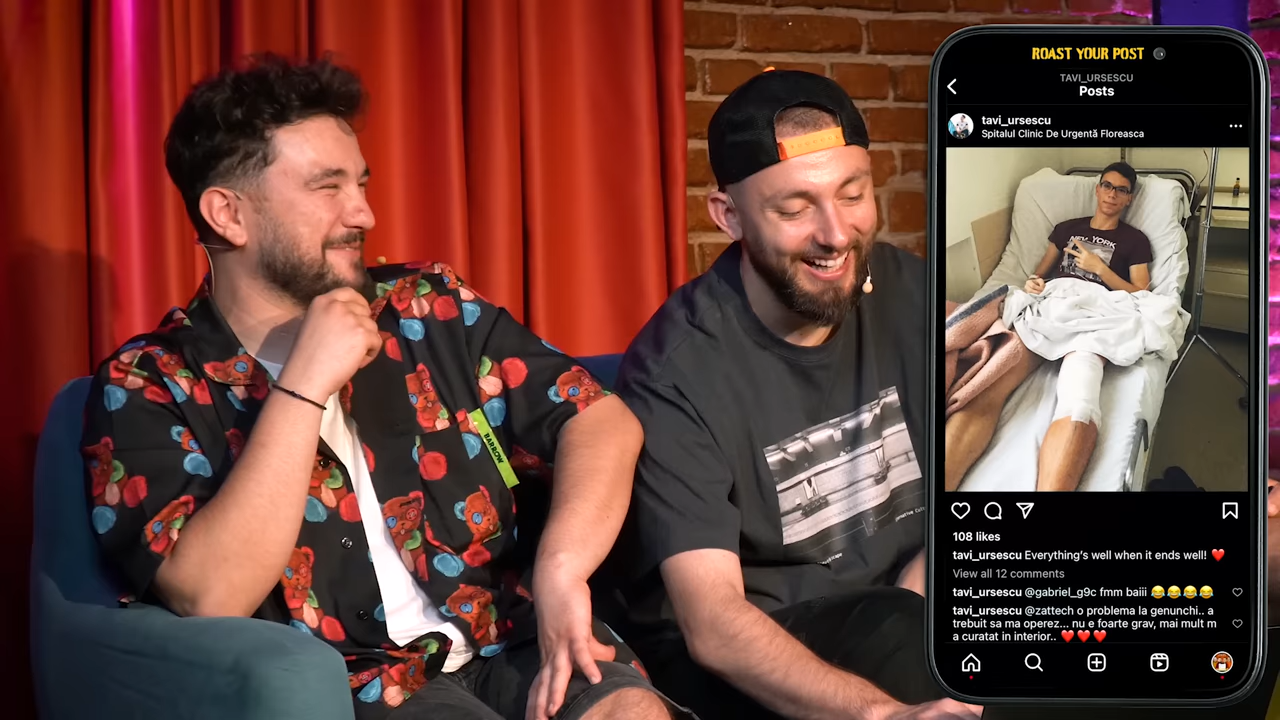 ROAST YOUR POST
TAVI_URSESCU
Posts
tavi_ursescu
Spitalul Clinic De Urgentă Floreasca
NEW YORK
BARROW
108 likes
tavi_ursescu Everything's well when it ends well! ❤️
View all 12 comments
tavi_ursescu @gabriel_g9c fmm baiii 😂😂😂😂
tavi_ursescu @zattech o problema la genunchi.. a
trebuit sa ma operez... nu e foarte grav, mai mult m
a curatat in interior.. ❤️❤️❤️